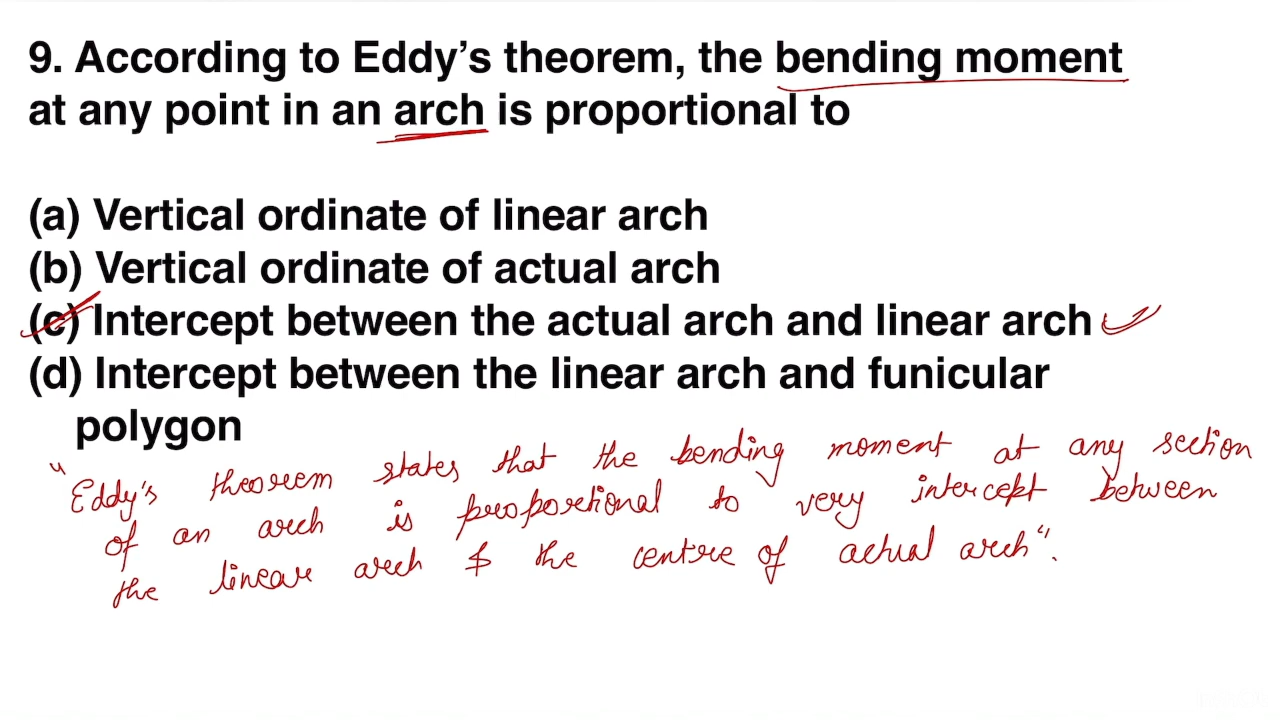 9. According to Eddy’s theorem, the bending moment
at any point in an arch is proportional to
(a) Vertical ordinate of linear arch
(b) Vertical ordinate of actual arch
(c) Intercept between the actual arch and linear arch
(d) Intercept between the linear arch and funicular
polygon
"Eddy's theorem states that the bending moment at any section
of an arch is proportional to very intercept between
the linear arch & the centre of actual arch".